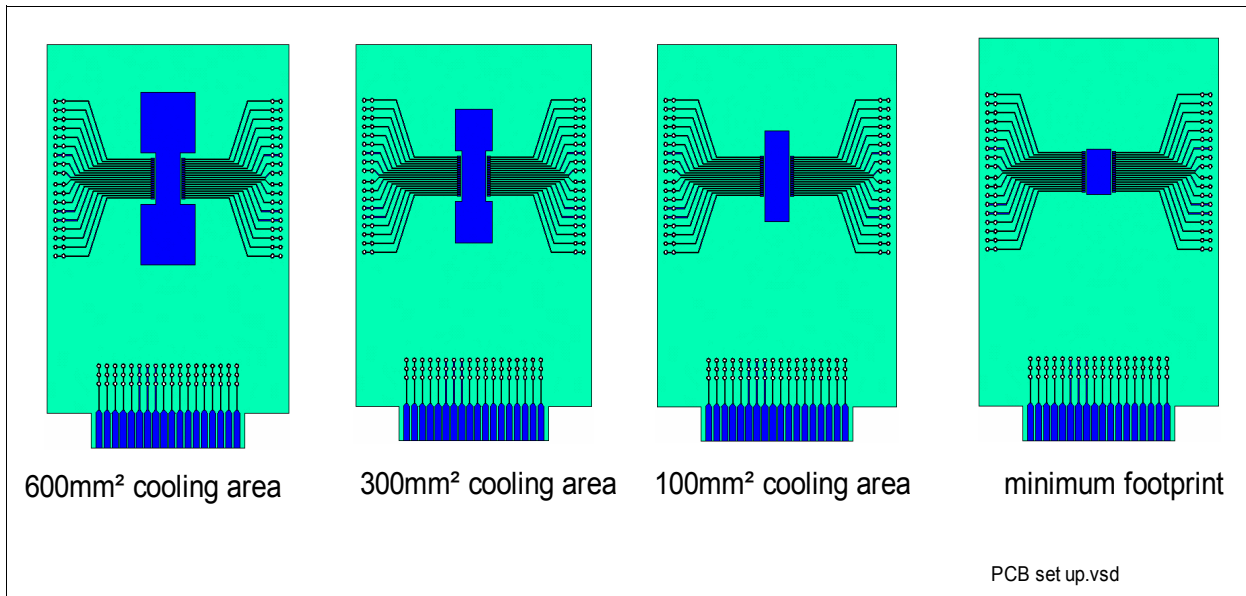 600mm² cooling area
300mm² cooling area
100mm² cooling area
minimum footprint
PCB set up.vsd